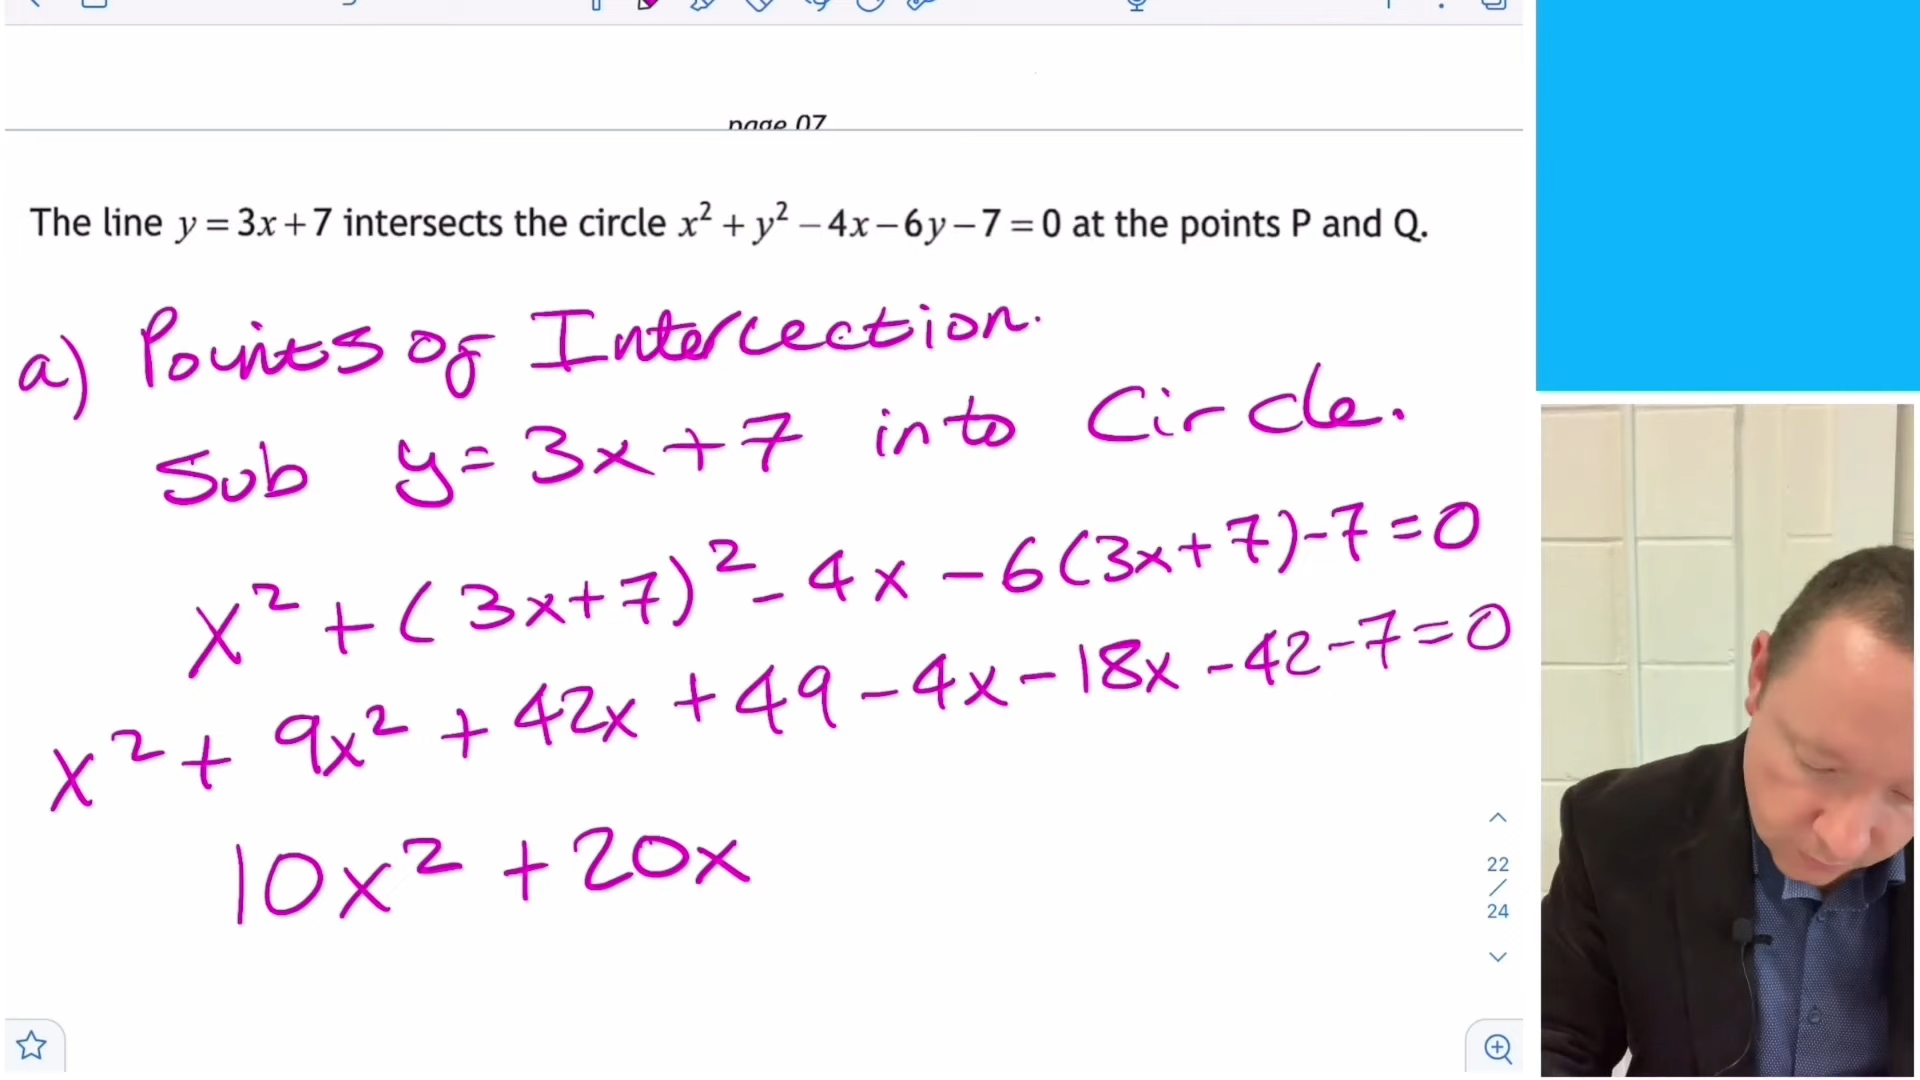 page 07
The line y = 3x + 7 intersects the circle x² + y² − 4x − 6y − 7 = 0 at the points P and Q.
a) Points of Intercection.
Sub y = 3x + 7 into Circle.
x² + (3x + 7)² - 4x - 6(3x + 7) - 7 = 0
x² + 9x² + 42x + 49 - 4x - 18x - 42 - 7 = 0
10x² + 20x
22
/
24